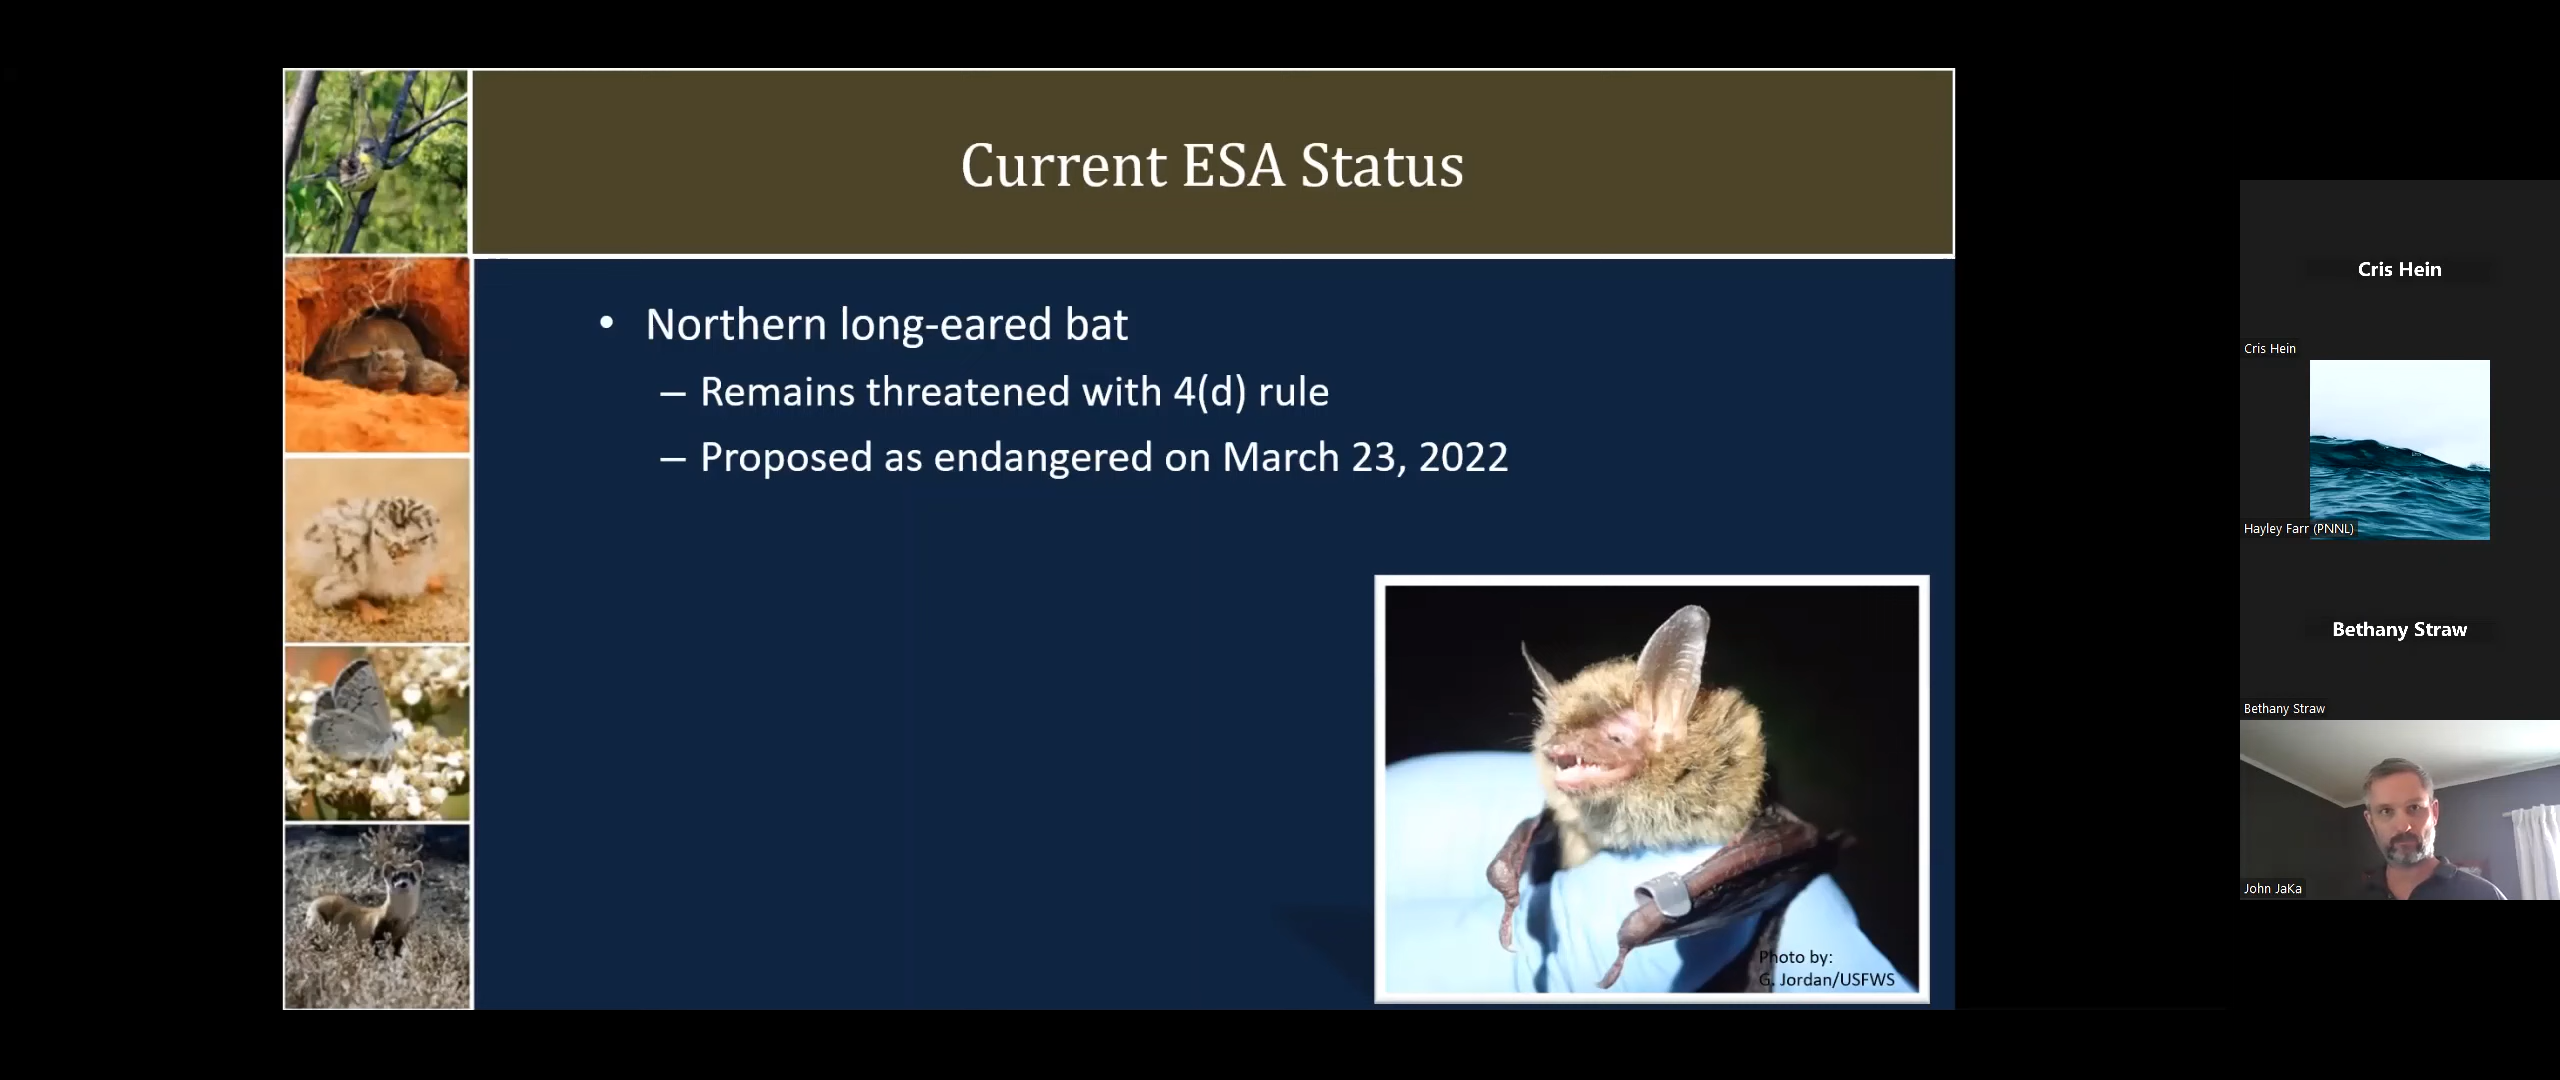 Current ESA Status
• Northern long-eared bat
– Remains threatened with 4(d) rule
– Proposed as endangered on March 23, 2022
Photo by:
G. Jordan/USFWS
Cris Hein
Cris Hein
Hayley Farr (PNNL)
Bethany Straw
Bethany Straw
John JaKa